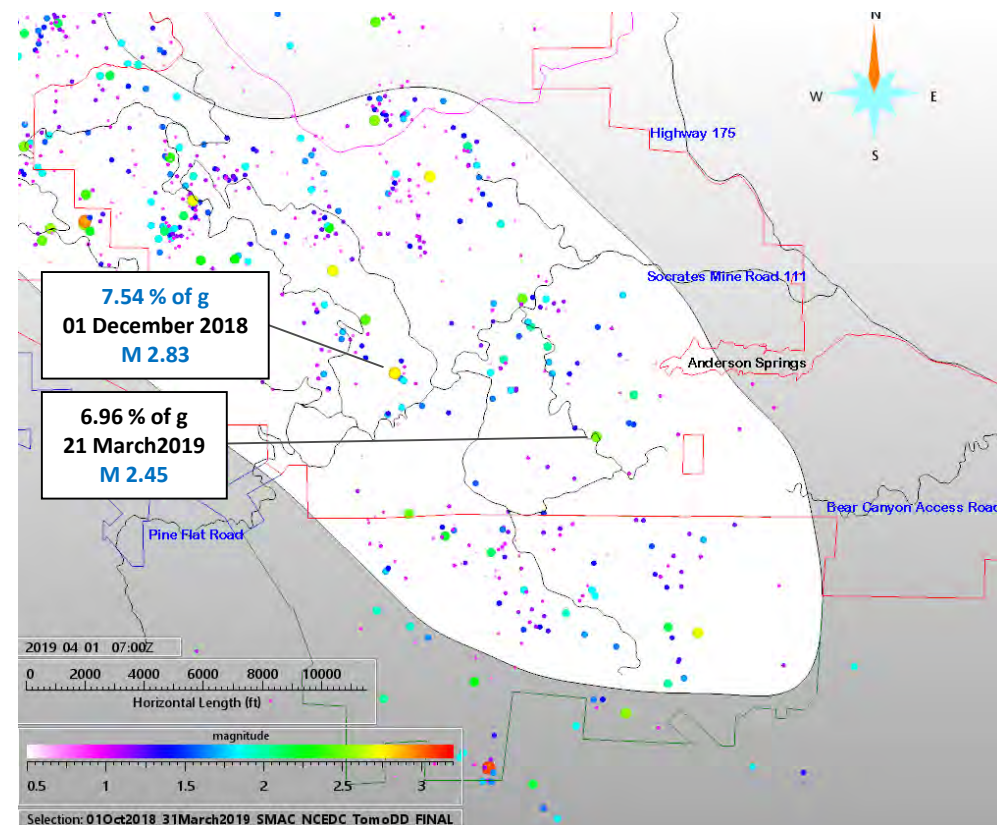 N
W E
S
Highway 175
Socrates Mine Road 111
Anderson Springs
7.54 % of g
01 December 2018
M 2.83
6.96 % of g
21 March2019
M 2.45
Bear Canyon Access Road
Pine Flat Road
2019 04 01 07:00Z
0 2000 4000 6000 8000 10000
Horizontal Length (ft)
magnitude
0.5 1 1.5 2 2.5 3
Selection: 01Oct2018 31March2019 SMAC NCEDC TomoDD FINAL